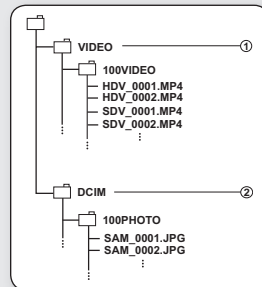 VIDEO ①
100VIDEO
HDV_0001.MP4
HDV_0002.MP4
SDV_0001.MP4
SDV_0002.MP4
DCIM ②
100PHOTO
SAM_0001.JPG
SAM_0002.JPG